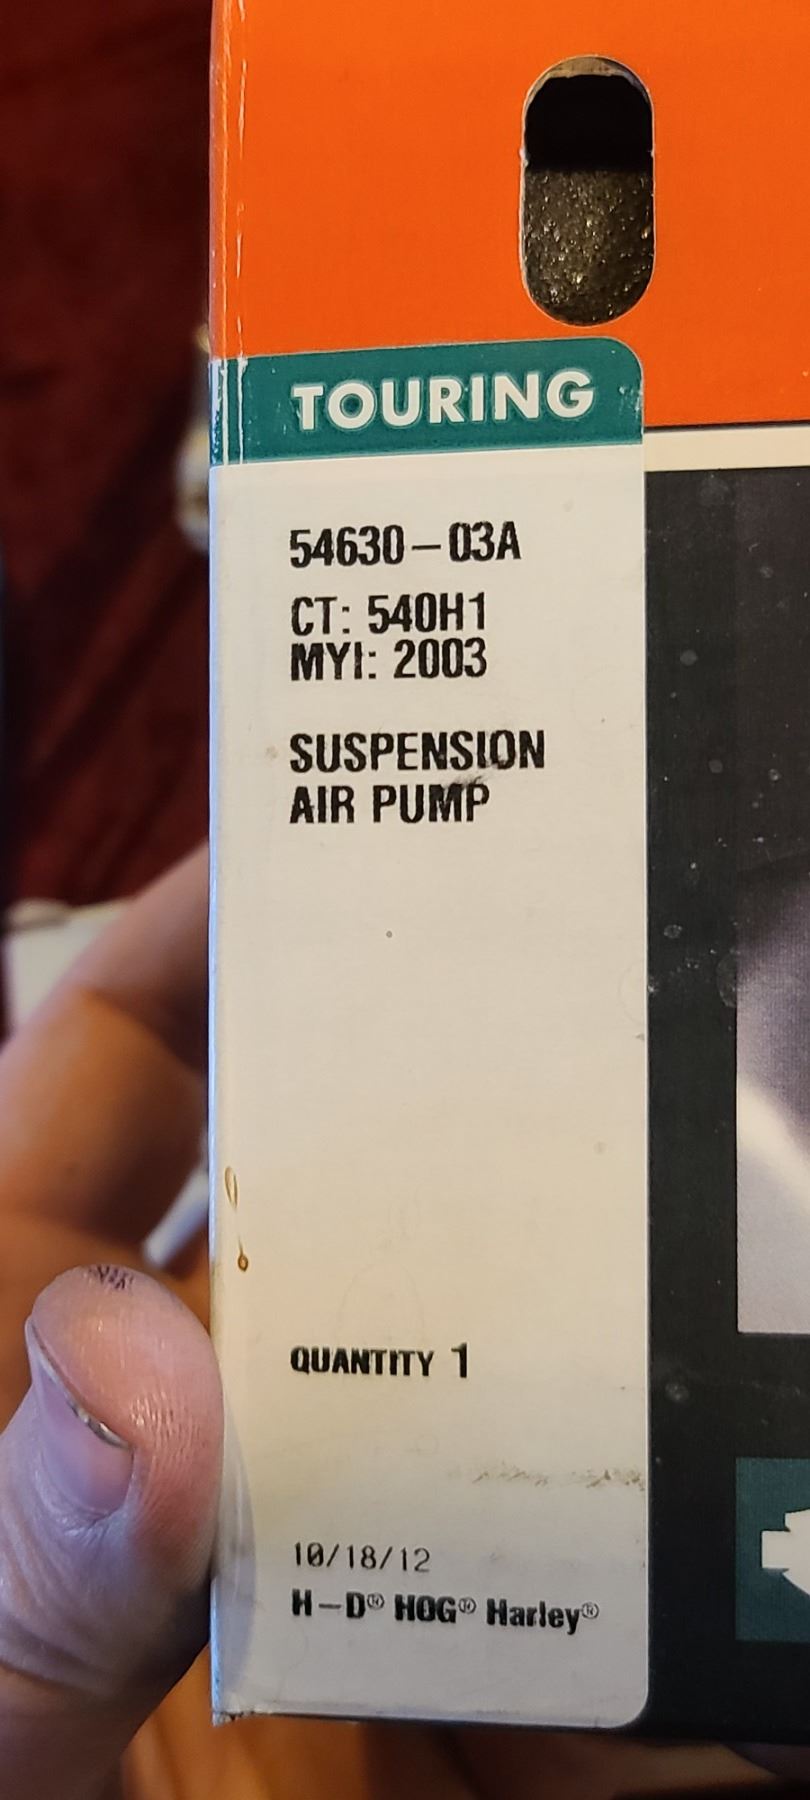 TOURING
54630-03A
CT: 540H1
MYI: 2003
SUSPENSION
AIR PUMP
QUANTITY 1
10/18/12
H-D® HOG® Harley®